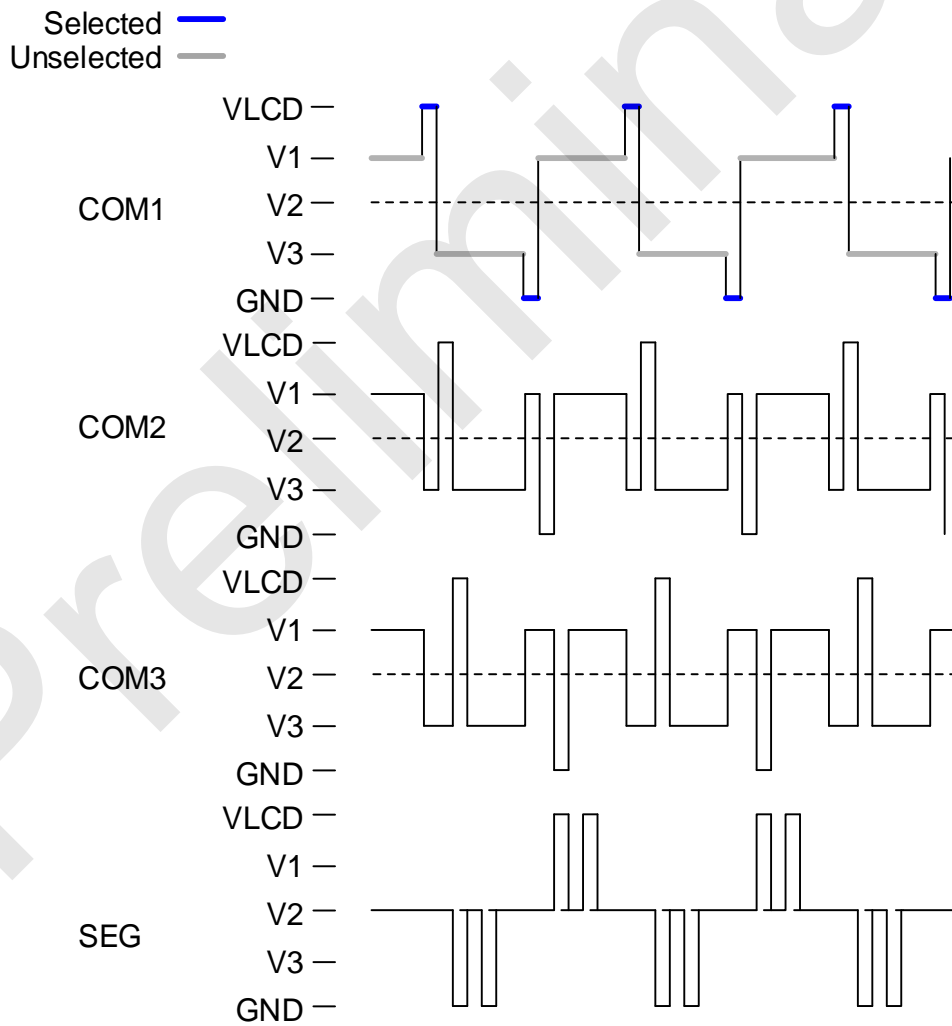 Selected
Unselected
VLCD
V1
COM1
V2
V3
GND
VLCD
V1
COM2
V2
V3
GND
VLCD
V1
COM3
V2
V3
GND
VLCD
V1
V2
SEG
V3
GND
Prelimina